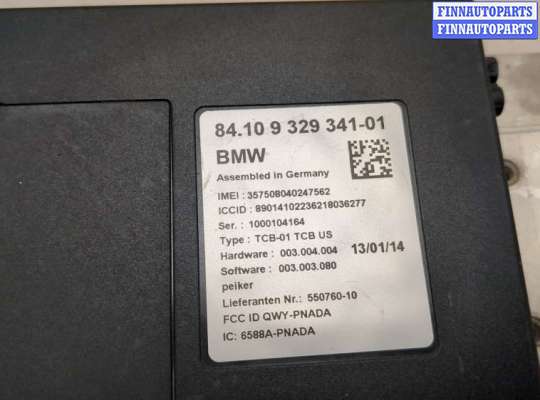 FINNAUTOPARTS
FINNAUTOPARTS
84.10 9 329 341-01
BMW
Assembled in Germany
IMEI : 357508040247562
ICCID : 89014102236218036277
Ser. : 1000104164
Type : TCB-01 TCB US
Hardware : 003.004.004 13/01/14
Software : 003.003.080
peiker
Lieferanten Nr.: 550760-10
FCC ID QWY-PNADA
IC: 6588A-PNADA